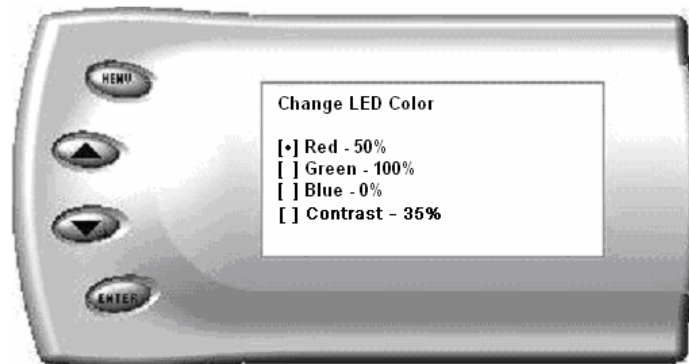 MENU
Change LED Color
[•] Red - 50%
[ ] Green - 100%
[ ] Blue - 0%
[ ] Contrast – 35%
ENTER